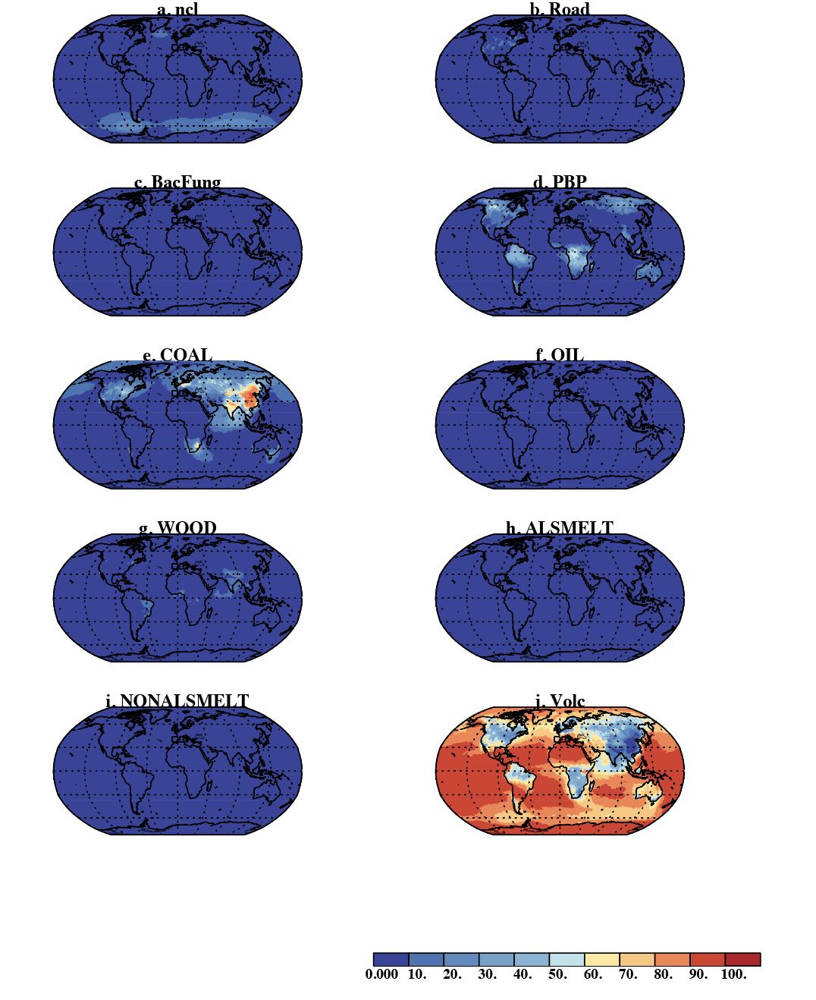 a. ncl
b. Road
c. BacFung
d. PBP
e. COAL
f. OIL
g. WOOD
h. ALSMELT
i. NONALSMELT
j. Volc
0.000 10. 20. 30. 40. 50. 60. 70. 80. 90. 100.